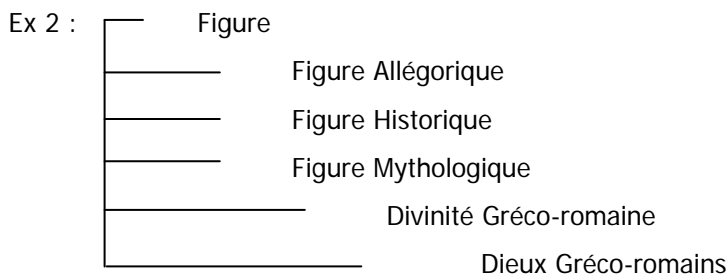 Ex 2 : Figure
Figure Allégorique
Figure Historique
Figure Mythologique
Divinité Gréco-romaine
Dieux Gréco-romains